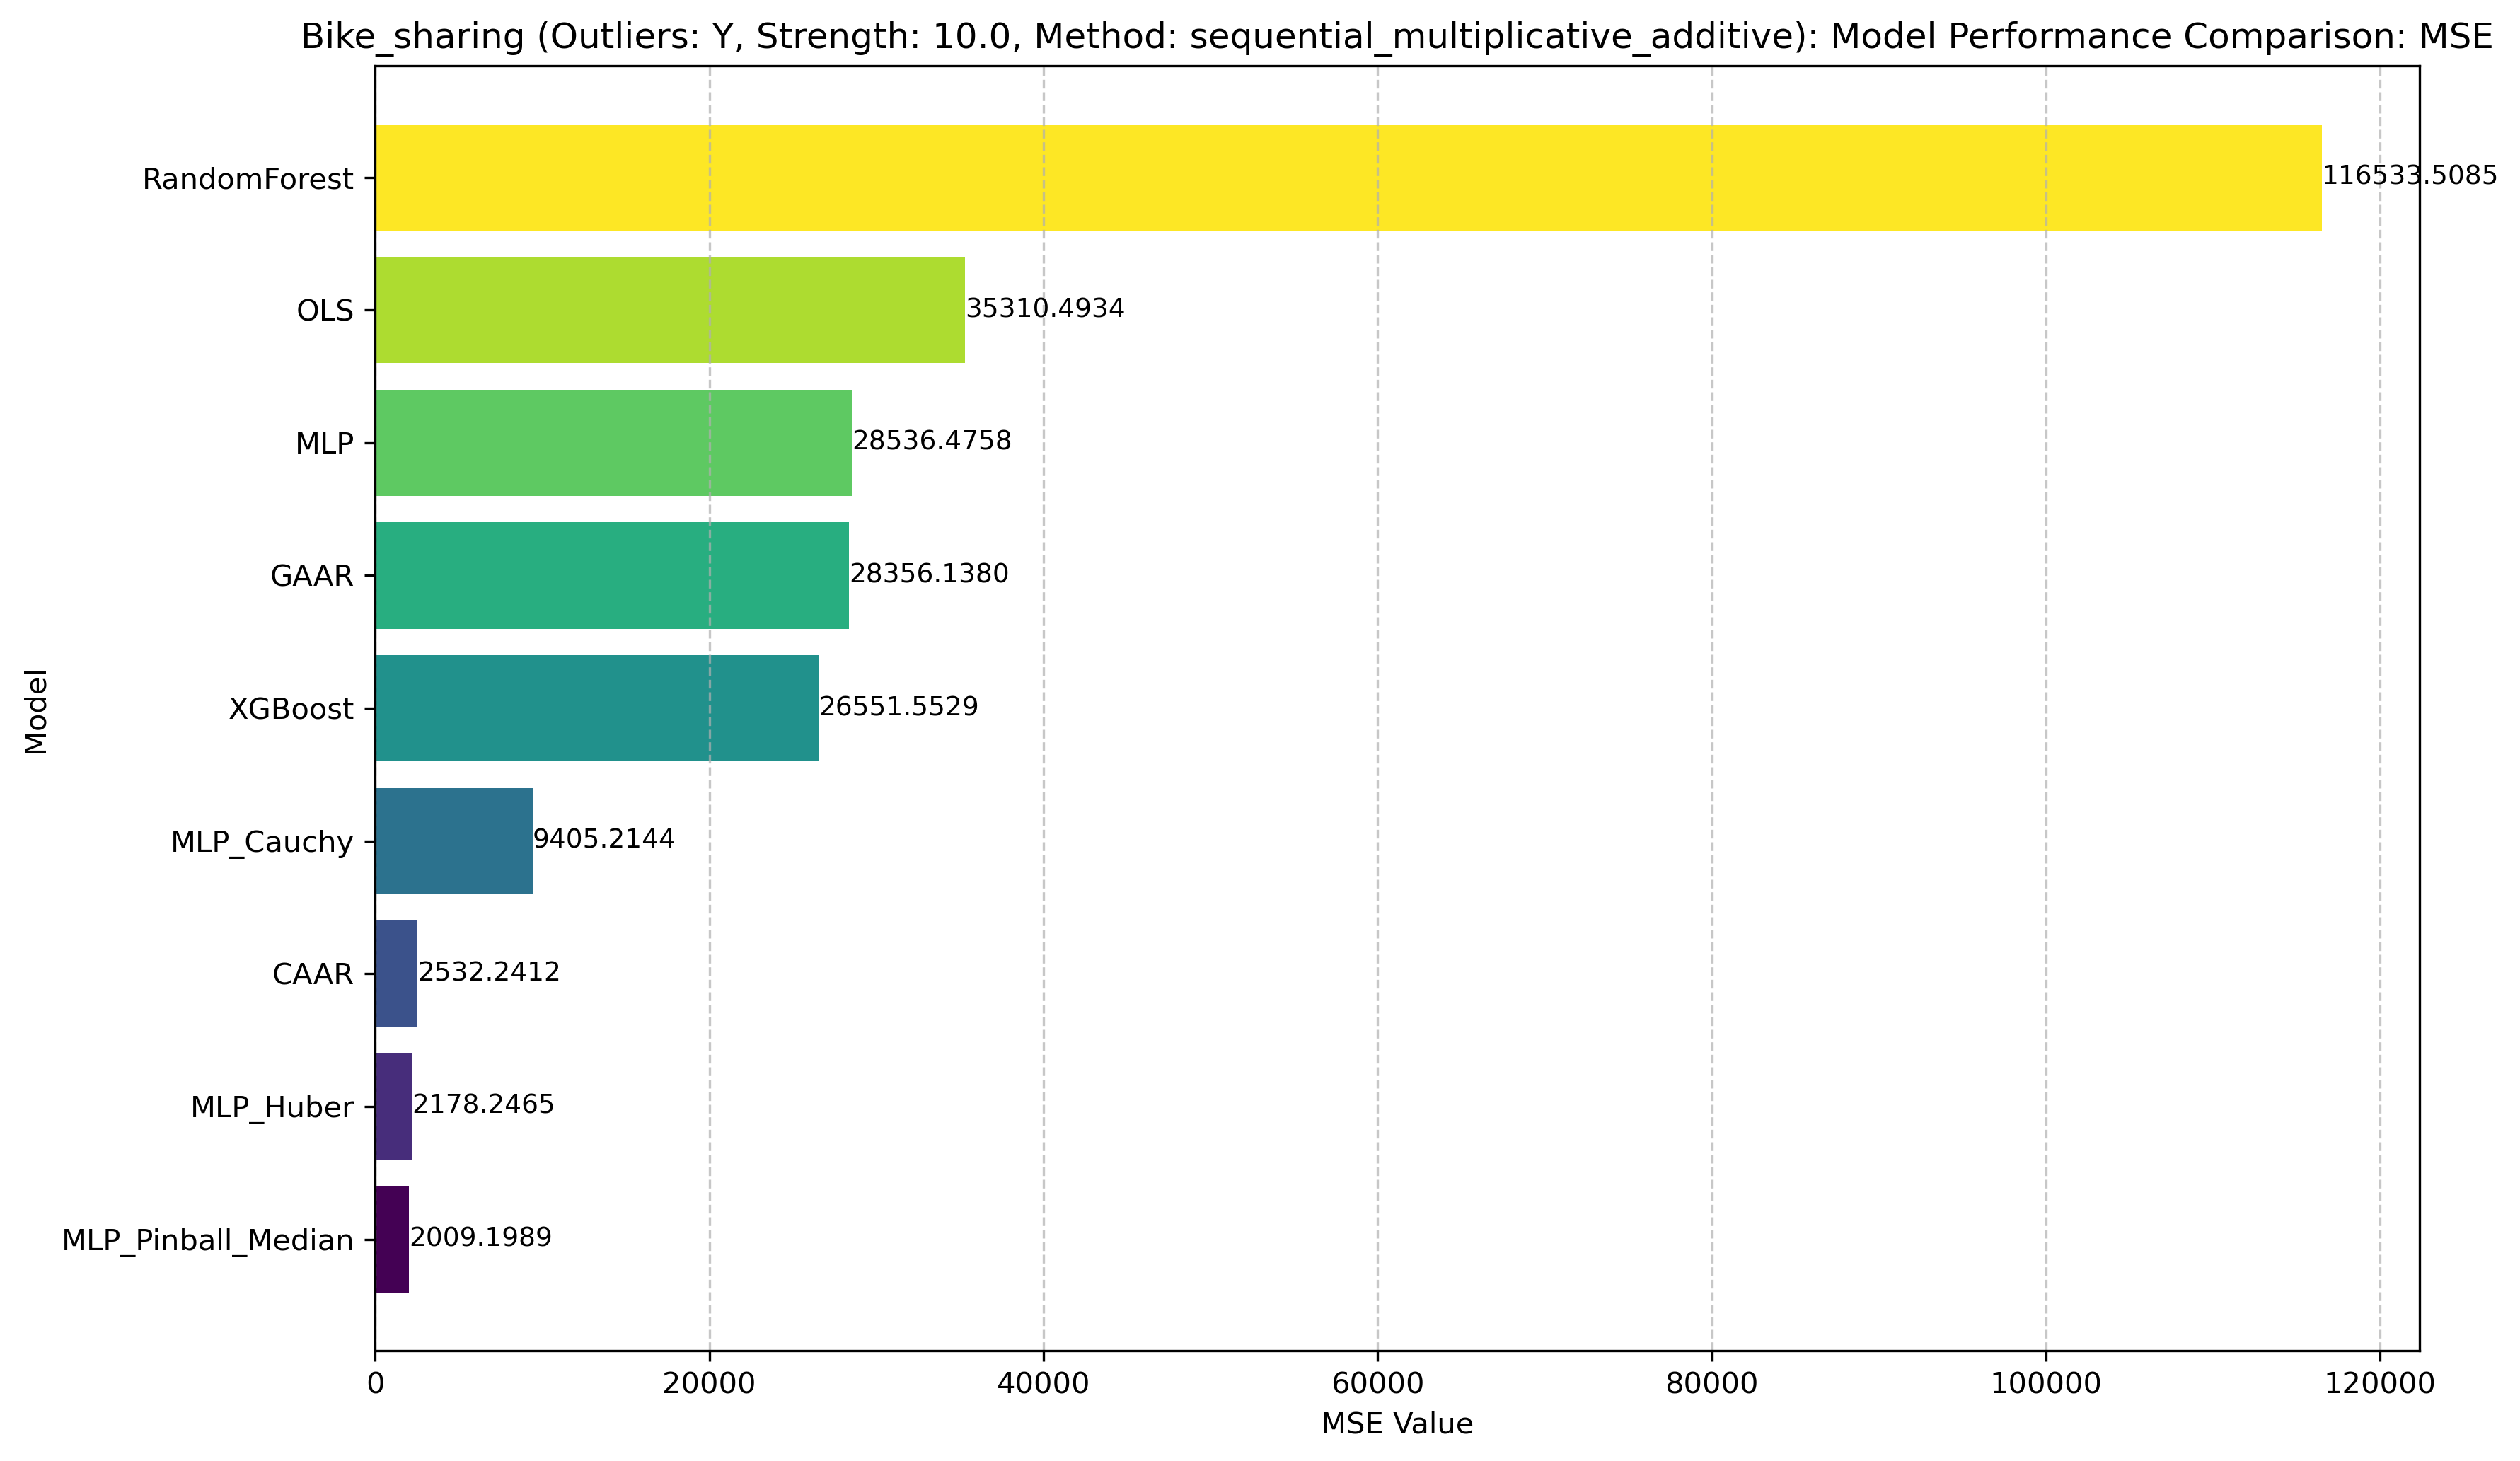 Bike_sharing (Outliers: Y, Strength: 10.0, Method: sequential_multiplicative_additive): Model Performance Comparison: MSE
Model
RandomForest 116533.5085
OLS 35310.4934
MLP 28536.4758
GAAR 28356.1380
XGBoost 26551.5529
MLP_Cauchy 9405.2144
CAAR 2532.2412
MLP_Huber 2178.2465
MLP_Pinball_Median 2009.1989
0 20000 40000 60000 80000 100000 120000
MSE Value